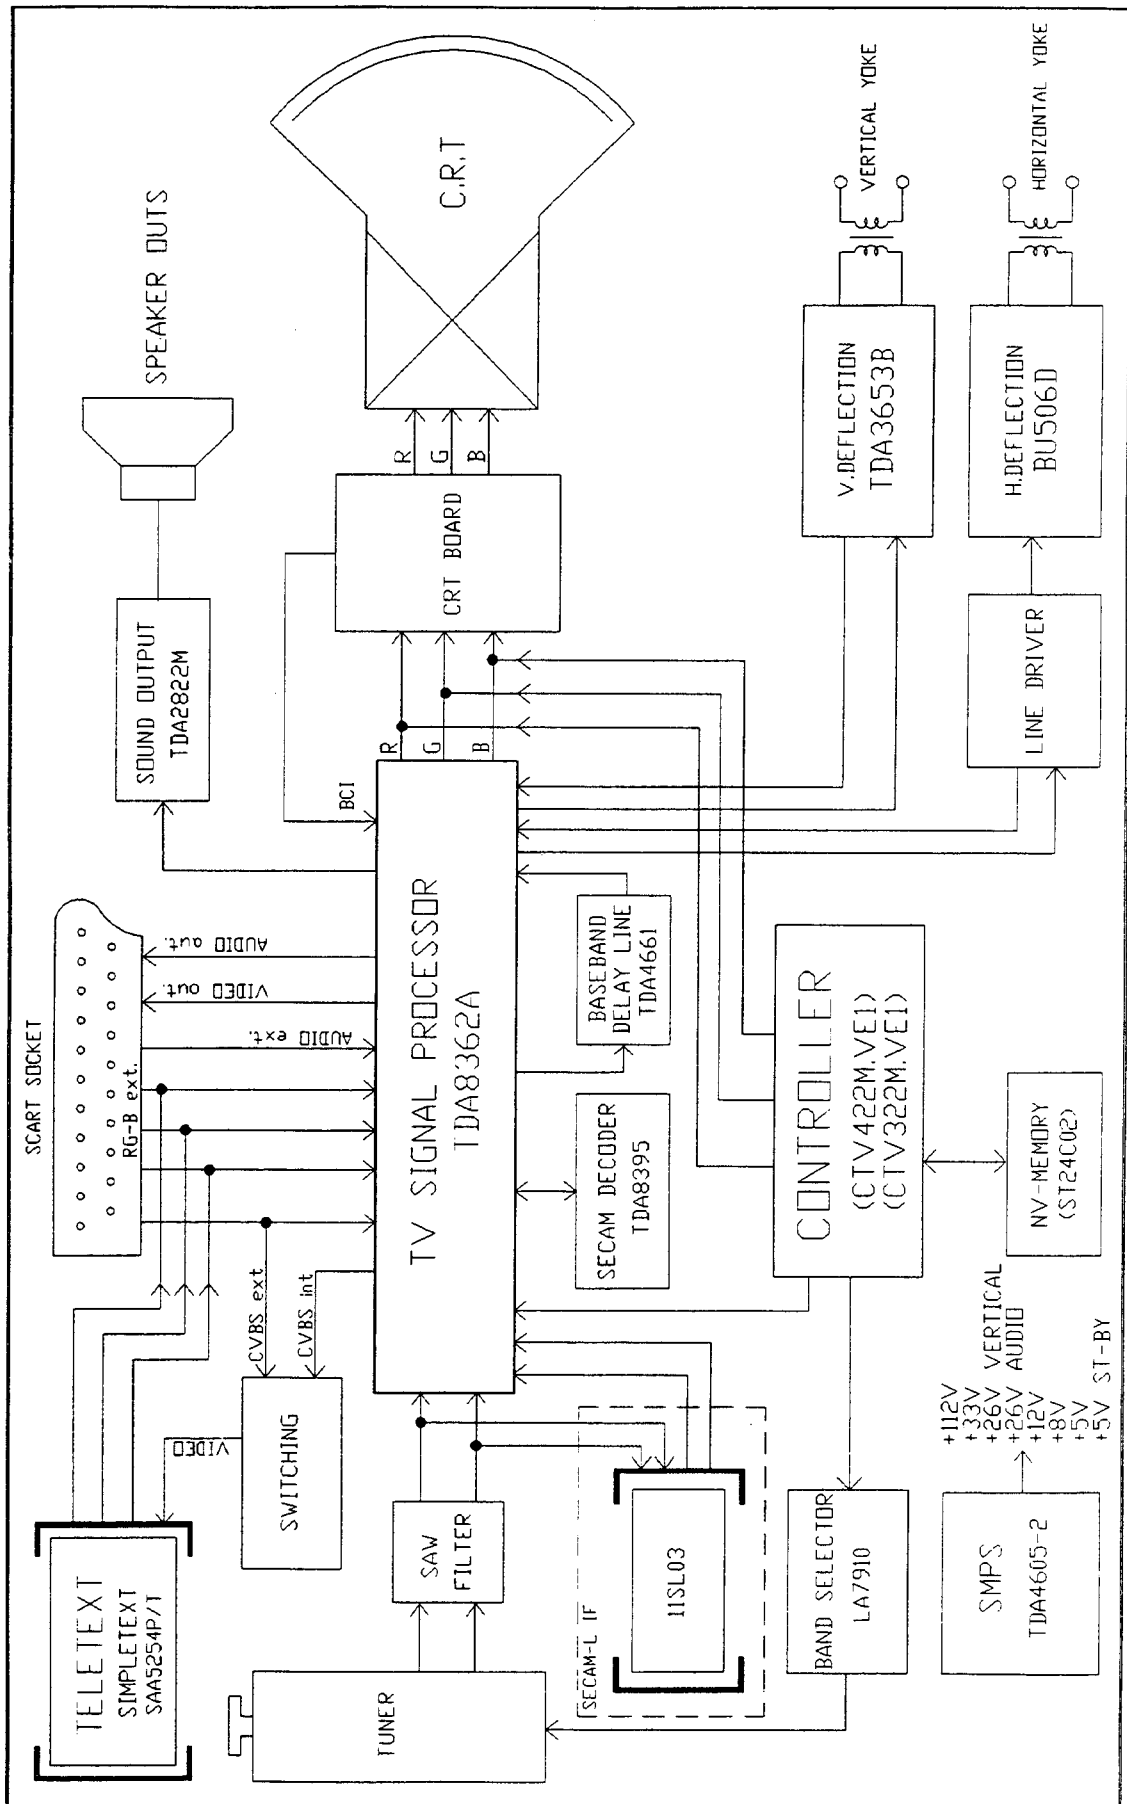 TELETEXT
SIMPLETEXT
SAA5254P/T
VIDEO
SWITCHING
CVBS ext
CVBS int
SCART SOCKET
RG-B ext.
AUDIO ext.
VIDEO out.
AUDIO aut.
SOUND OUTPUT
TDA2822M
SPEAKER OUTS
TUNER
SAW
FILTER
TV SIGNAL PROCESSOR
TDA8362A
BCI
R
G
B
CRT BOARD
R
G
B
C.R.T
SECAM-L IF
11SL03
SECAM DECODER
TDA8395
BASEBAND
DELAY LINE
TDA4661
BAND SELECTOR
LA7910
CONTROLLER
(CTV422M.VE1)
(CTV322M.VE1)
NV-MEMORY
(ST24C02)
V.DEFLECTION
TDA3653B
VERTICAL YOKE
LINE DRIVER
H.DEFLECTION
BU506D
HORIZONTAL YOKE
SMPS
TDA4605-2
+112V
+33V
+26V VERTICAL
+26V AUDIO
+12V
+8V
+5V
+5V ST-BY